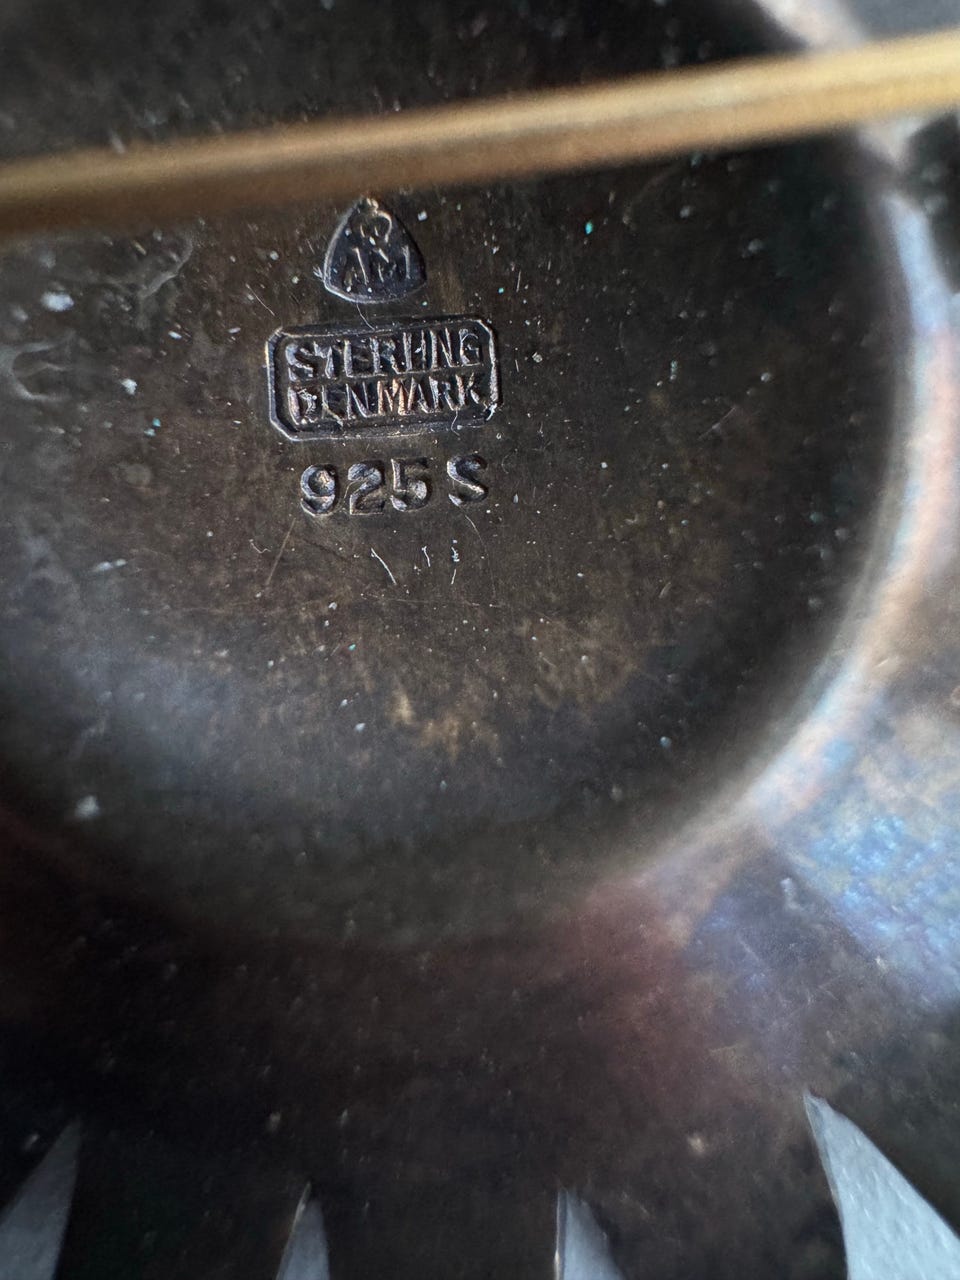 AM
STERLING
DENMARK
925 S